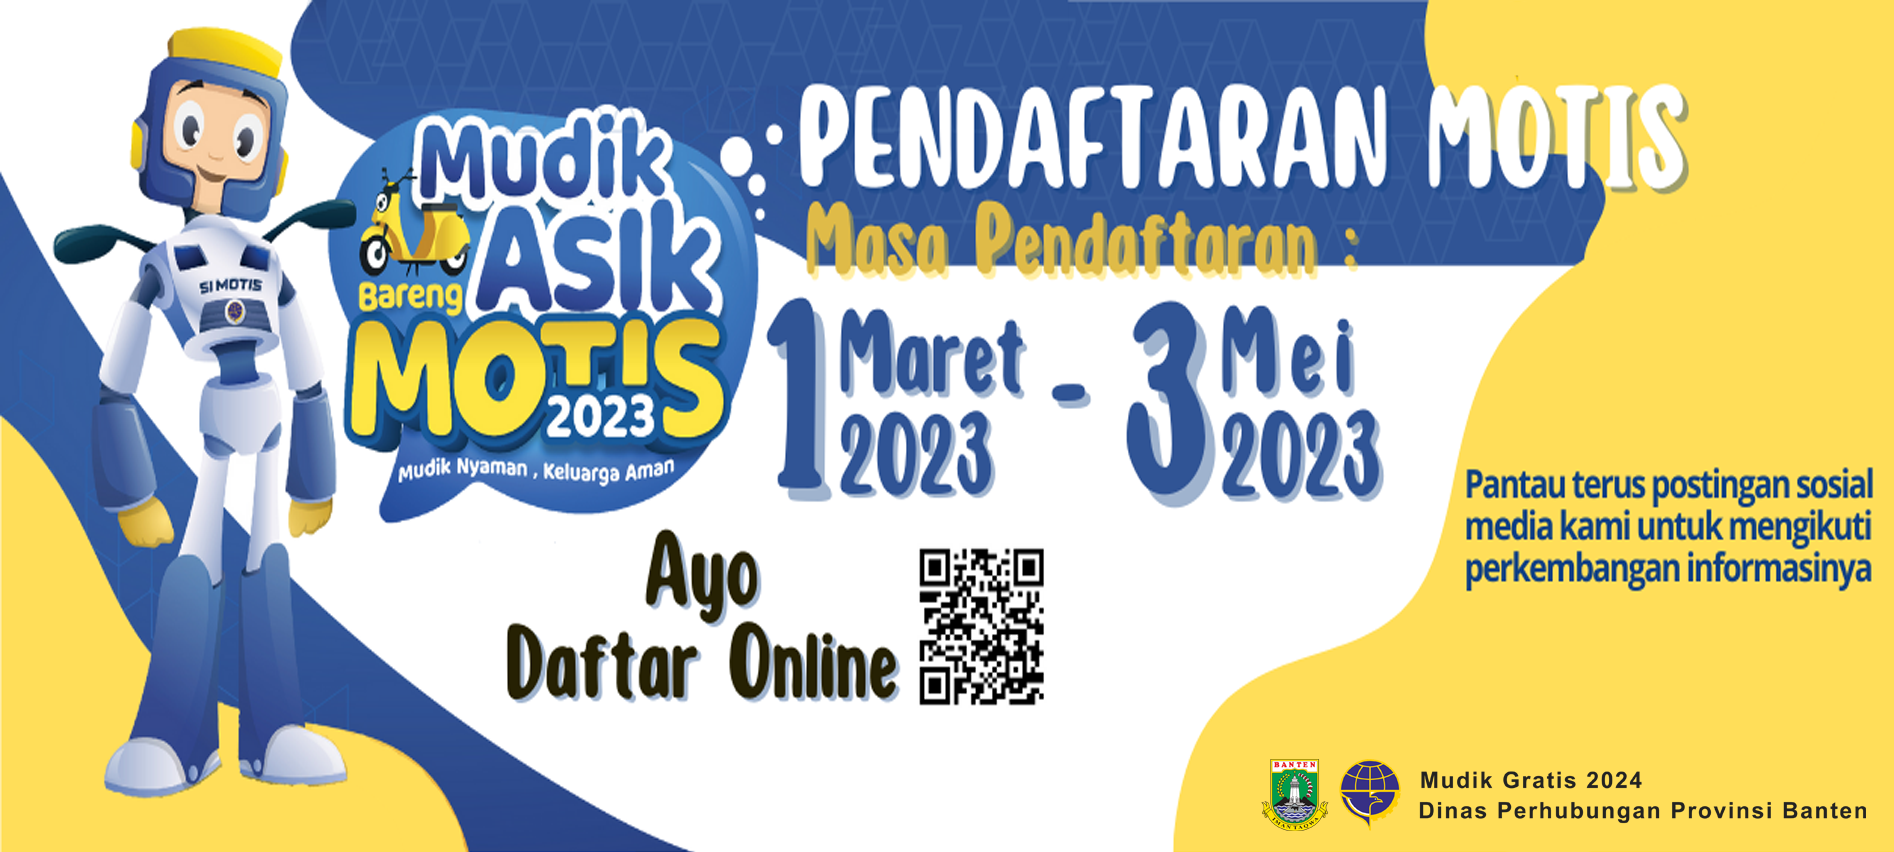 SI MOTIS
Mudik
ASIK
Bareng
MOTIS
2023
Mudik Nyaman , Keluarga Aman
PENDAFTARAN MOTIS
Masa Pendaftaran :
1 Maret 2023 - 3 Mei 2023
Ayo
Daftar Online
Pantau terus postingan sosial
media kami untuk mengikuti
perkembangan informasinya
BANTEN
IMAN TAQWA
Mudik Gratis 2024
Dinas Perhubungan Provinsi Banten